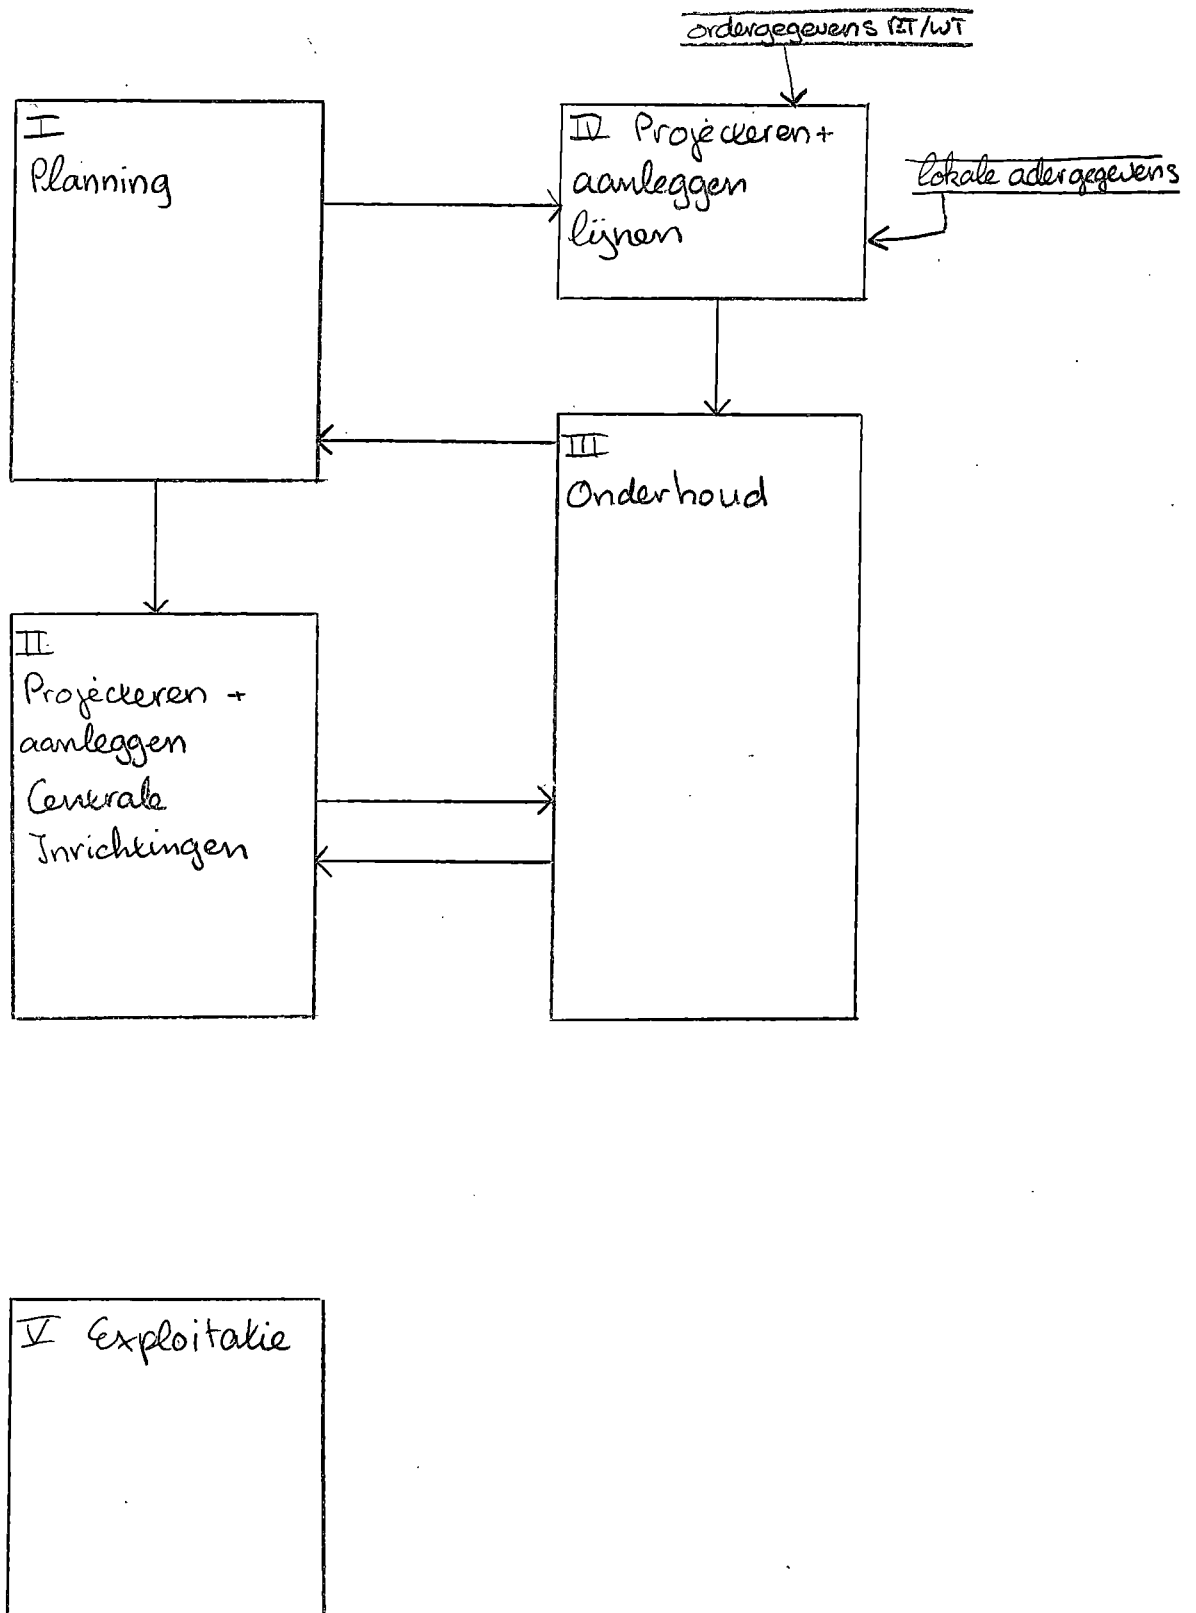 ordergegevens RT/WT
I
Planning
IV Projecteren +
aanleggen
lijnen
lokale adergegevens
III
Onderhoud
II
Projecteren +
aanleggen
Centrale
Inrichtingen
V Exploitatie